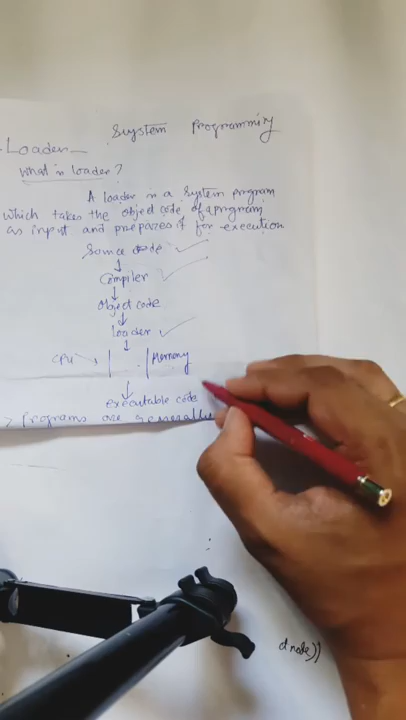 System Programming
Loader
What is loader?
A loader is a System program
which takes the object code of a program
as input and prepares it for execution
Source code
Compiler
Object code
loader
CPU Memory
executable code
> Programs are generally